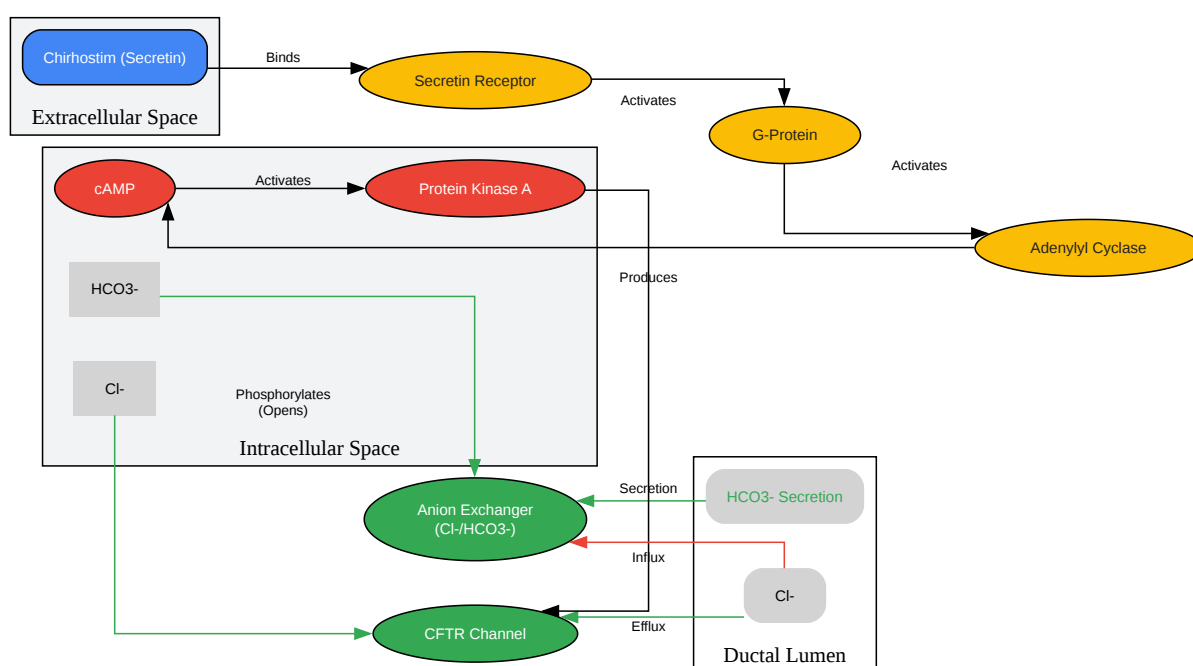 Chirhostim (Secretin)
Binds
Secretin Receptor
Extracellular Space
Activates
G-Protein
cAMP
Activates
Protein Kinase A
Activates
Adenylyl Cyclase
HCO3-
Produces
Cl-
Phosphorylates
(Opens)
Intracellular Space
Anion Exchanger
(Cl-/HCO3-)
Secretion
HCO3- Secretion
Influx
Cl-
CFTR Channel
Efflux
Ductal Lumen